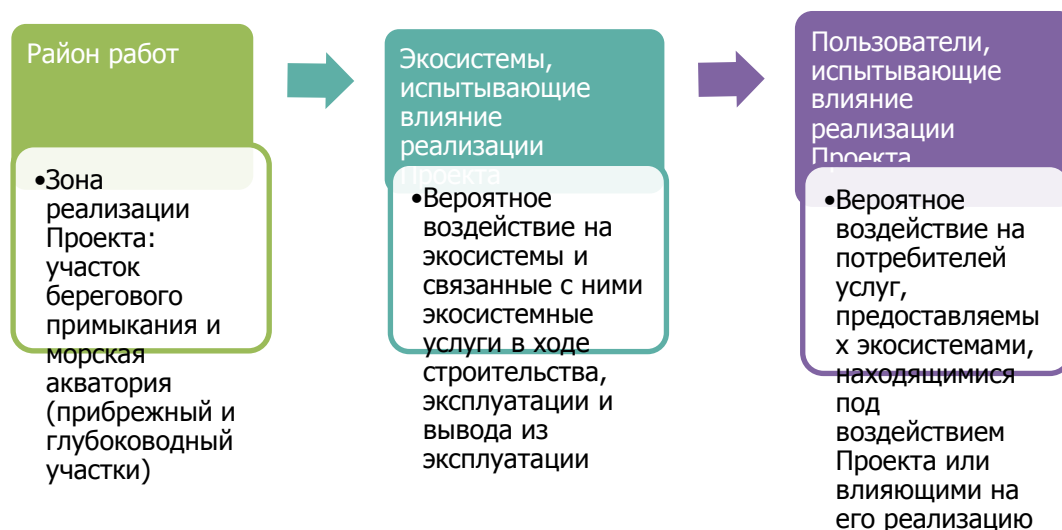 Район работ
•Зона
реализации
Проекта:
участок
берегового
примыкания и
морская
акватория
(прибрежный и
глубоководный
участки)
Экосистемы,
испытывающие
влияние
реализации
Проекта
•Вероятное
воздействие на
экосистемы и
связанные с ними
экосистемные
услуги в ходе
строительства,
эксплуатации и
вывода из
эксплуатации
Пользователи,
испытывающие
влияние
реализации
Проекта
•Вероятное
воздействие на
потребителей
услуг,
предоставляемы
х экосистемами,
находящимися
под
воздействием
Проекта или
влияющими на
его реализацию